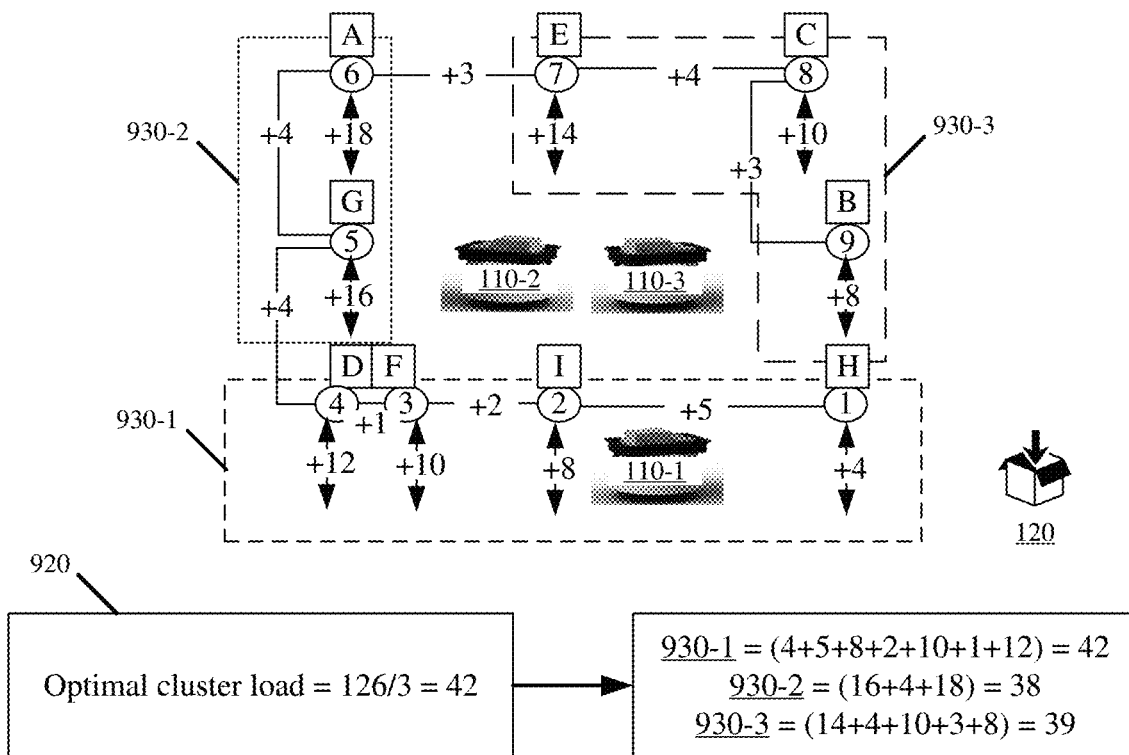 A E C
6 +3 7 +4 8
930-2 +4 +18 +14 +10 930-3
+3
G B
5 9
110-2 110-3
+4 +16 +8
D F I H
4 +1 3 +2 2 +5 1
930-1
+12 +10 +8 110-1 +4
120
920
Optimal cluster load = 126/3 = 42
930-1 = (4+5+8+2+10+1+12) = 42
930-2 = (16+4+18) = 38
930-3 = (14+4+10+3+8) = 39